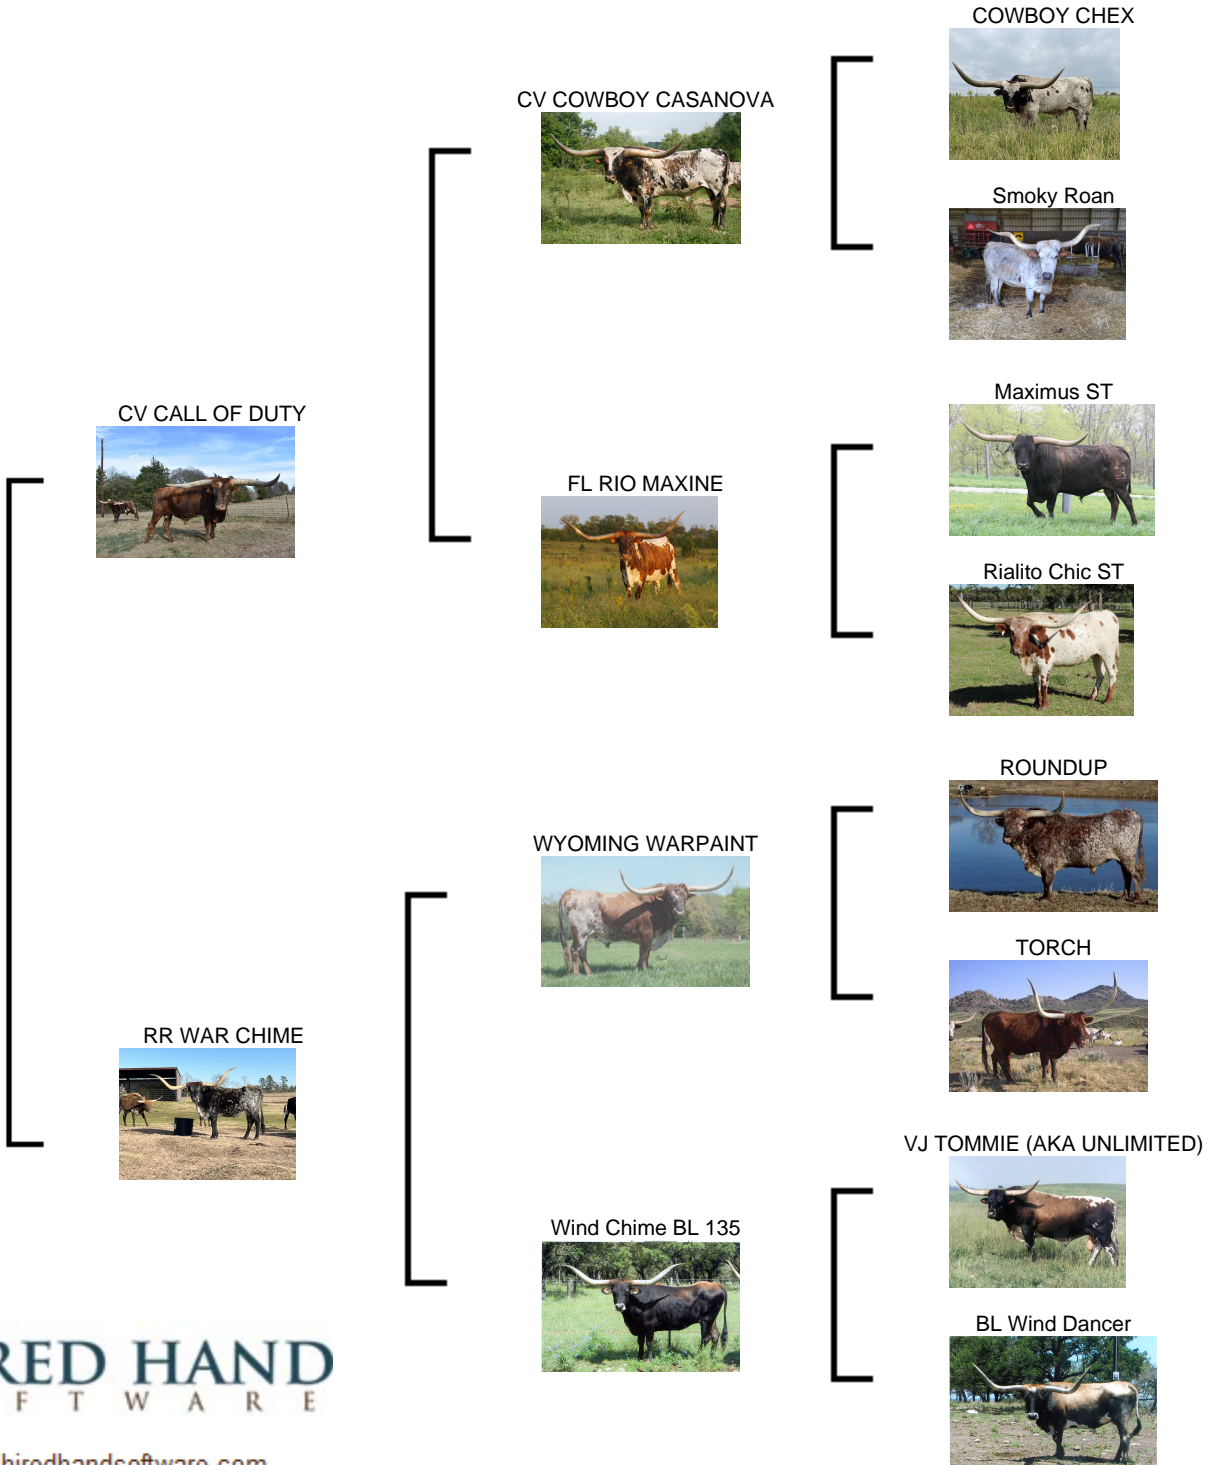 COWBOY CHEX
CV COWBOY CASANOVA
Smoky Roan
CV CALL OF DUTY
Maximus ST
FL RIO MAXINE
Rialito Chic ST
ROUNDUP
WYOMING WARPAINT
TORCH
RR WAR CHIME
VJ TOMMIE (AKA UNLIMITED)
Wind Chime BL 135
BL Wind Dancer
RED HAND
F T W A R E
hiredhandsoftware.com